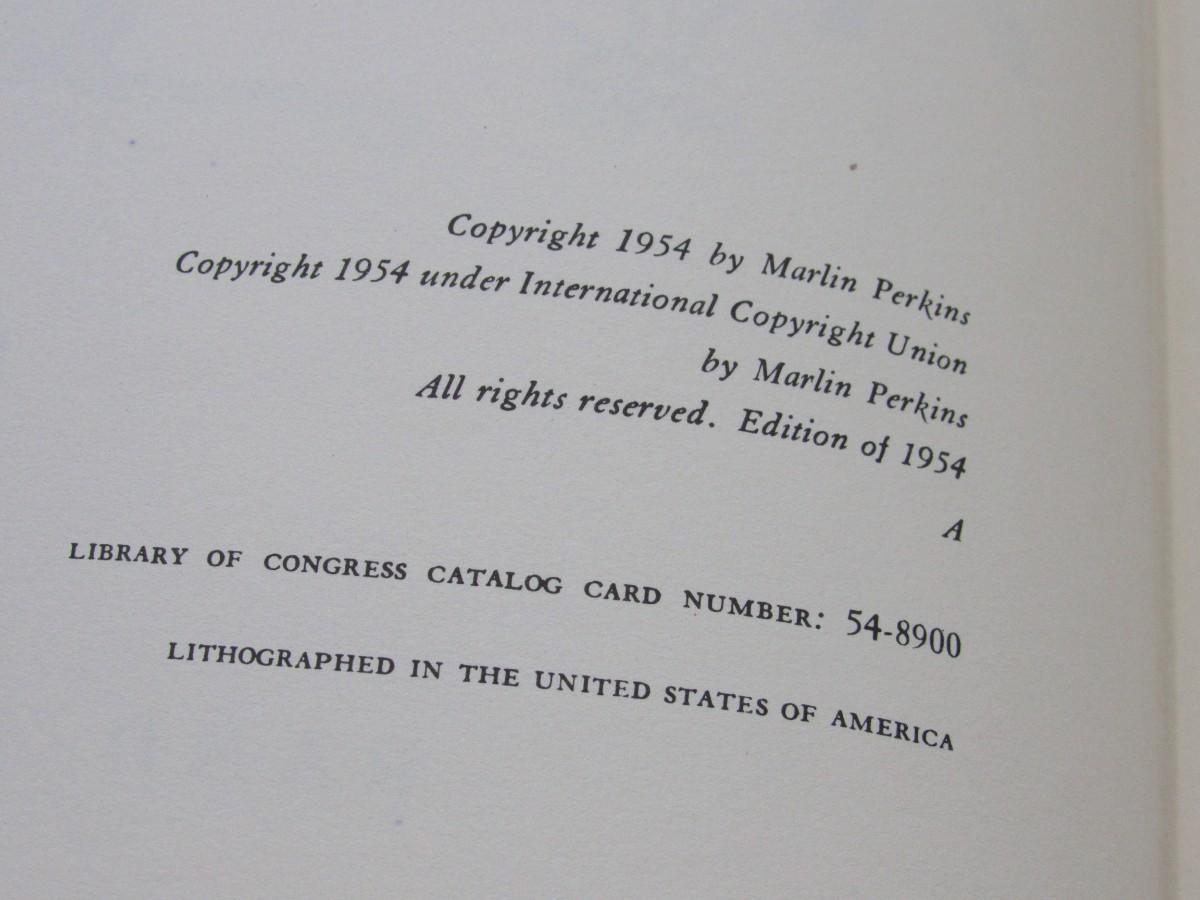 Copyright 1954 by Marlin Perkins
Copyright 1954 under International Copyright Union
by Marlin Perkins
All rights reserved. Edition of 1954
A
LIBRARY OF CONGRESS CATALOG CARD NUMBER: 54-8900
LITHOGRAPHED IN THE UNITED STATES OF AMERICA